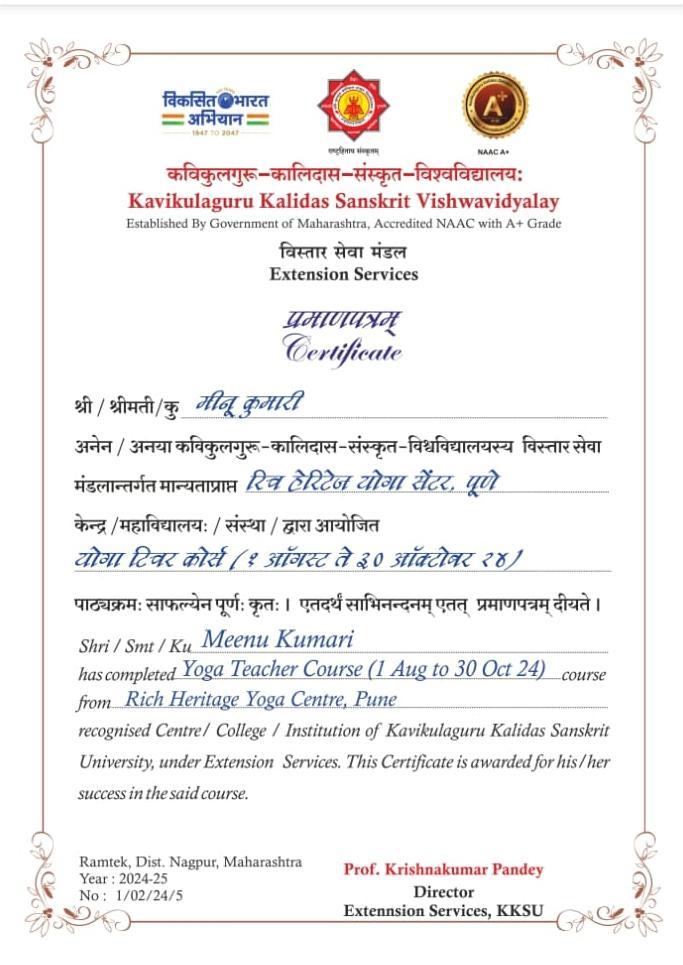 विकसित भारत
अभियान
1947 TO 2047
A+
राष्ट्रहिताय संस्कृतम्
NAAC A+
कविकुलगुरू-कालिदास-संस्कृत-विश्वविद्यालय:
Kavikulaguru Kalidas Sanskrit Vishwavidyalay
Established By Government of Maharashtra, Accredited NAAC with A+ Grade
विस्तार सेवा मंडल
Extension Services
प्रमाणपत्रम्
Certificate
श्री / श्रीमती/कु मीनू कुमारी
अनेन / अनया कविकुलगुरू-कालिदास-संस्कृत-विश्वविद्यालयस्य विस्तार सेवा
मंडलान्तर्गत मान्यताप्राप्त रिच हेरिटेज योगा सेंटर, पूणे
केन्द्र /महाविद्यालय: / संस्था / द्वारा आयोजित
योगा टिचर कोर्स (१ ऑगस्ट ते ३० ऑक्टोबर २४)
पाठ्यक्रम: साफल्येन पूर्ण: कृत: । एतदर्थं साभिनन्दनम् एतत् प्रमाणपत्रम् दीयते ।
Shri / Smt / Ku Meenu Kumari
has completed Yoga Teacher Course (1 Aug to 30 Oct 24) course
from Rich Heritage Yoga Centre, Pune
recognised Centre/ College / Institution of Kavikulaguru Kalidas Sanskrit
University, under Extension Services. This Certificate is awarded for his/her
success in the said course.
Ramtek, Dist. Nagpur, Maharashtra
Year : 2024-25
No : 1/02/24/5
Prof. Krishnakumar Pandey
Director
Extennsion Services, KKSU